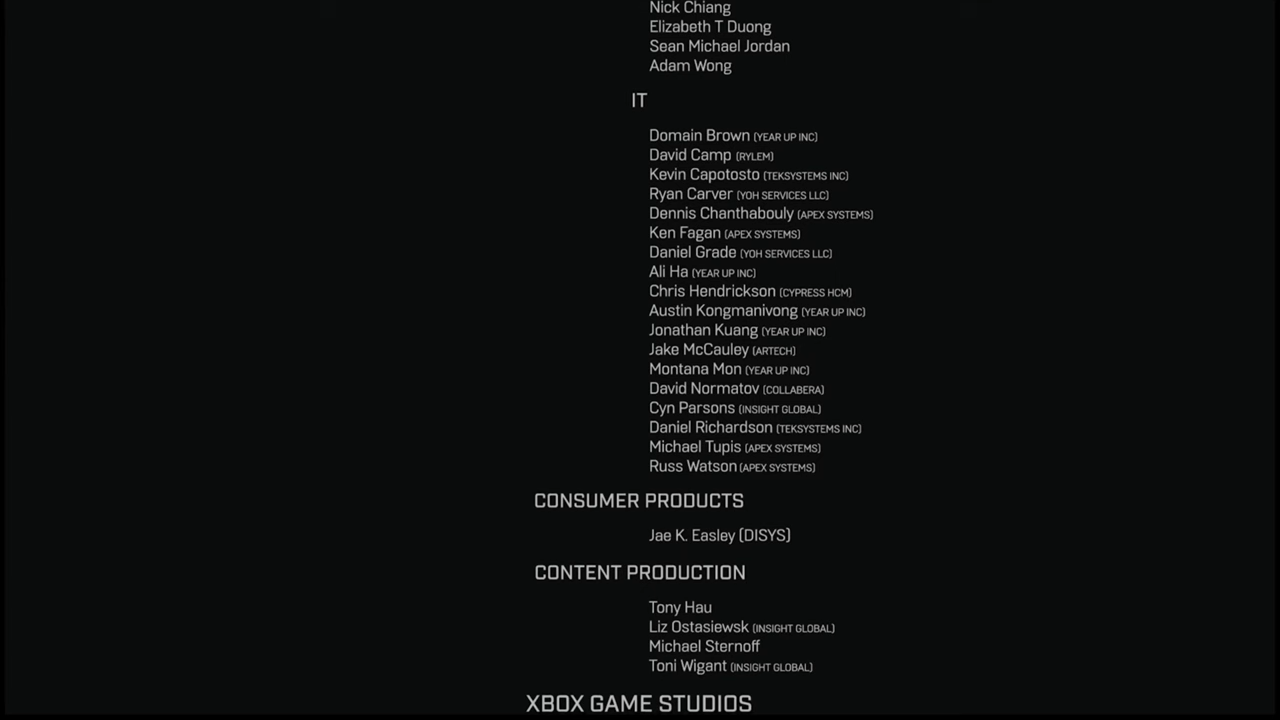 Nick Chiang
Elizabeth T Duong
Sean Michael Jordan
Adam Wong
IT
Domain Brown (YEAR UP INC)
David Camp (RYLEM)
Kevin Capotosto (TEKSYSTEMS INC)
Ryan Carver (YOH SERVICES LLC)
Dennis Chanthabouly (APEX SYSTEMS)
Ken Fagan (APEX SYSTEMS)
Daniel Grade (YOH SERVICES LLC)
Ali Ha (YEAR UP INC)
Chris Hendrickson (CYPRESS HCM)
Austin Kongmanivong (YEAR UP INC)
Jonathan Kuang (YEAR UP INC)
Jake McCauley (ARTECH)
Montana Mon (YEAR UP INC)
David Normatov (COLLABERA)
Cyn Parsons (INSIGHT GLOBAL)
Daniel Richardson (TEKSYSTEMS INC)
Michael Tupis (APEX SYSTEMS)
Russ Watson (APEX SYSTEMS)
CONSUMER PRODUCTS
Jae K. Easley (DISYS)
CONTENT PRODUCTION
Tony Hau
Liz Ostasiewsk (INSIGHT GLOBAL)
Michael Sternoff
Toni Wigant (INSIGHT GLOBAL)
XBOX GAME STUDIOS